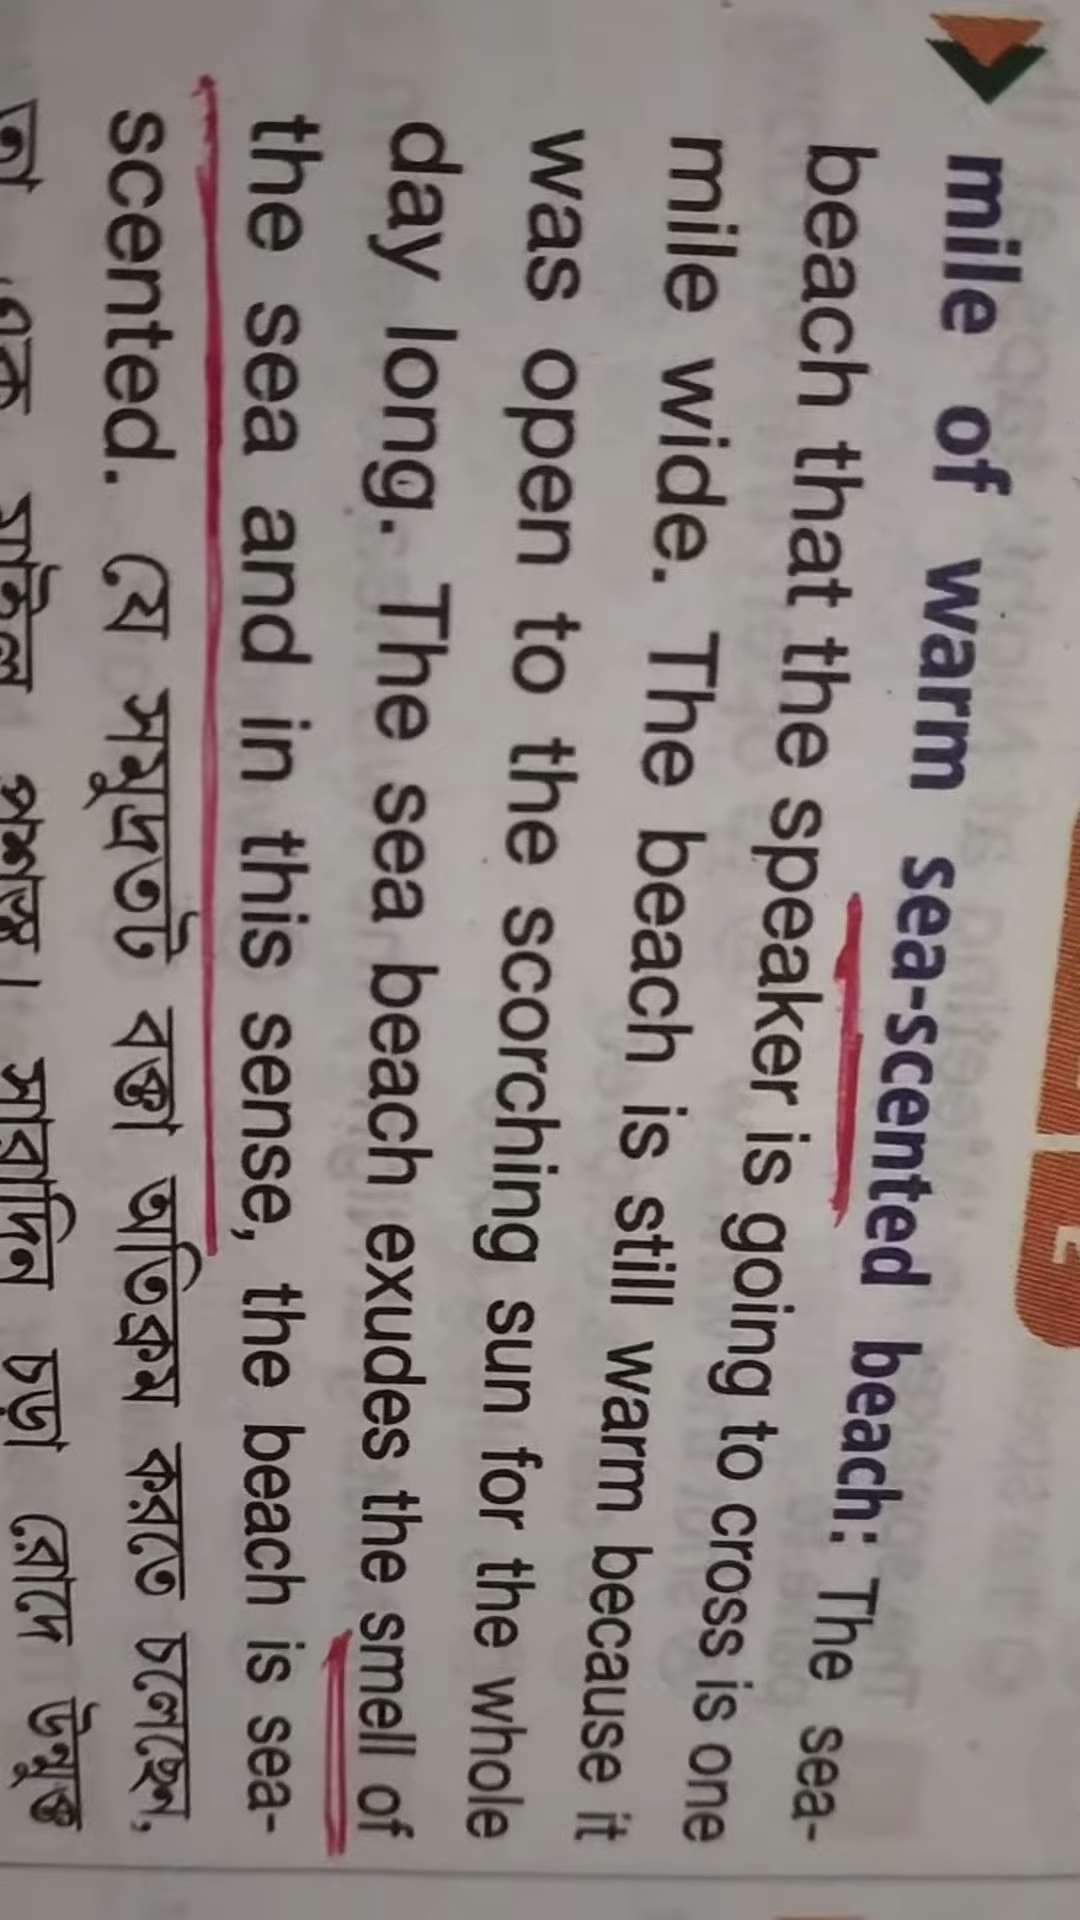 mile of warm sea-scented beach: The sea-
beach that the speaker is going to cross is one
mile wide. The beach is still warm because it
was open to the scorching sun for the whole
day long. The sea beach exudes the smell of
the sea and in this sense, the beach is sea-
scented. যে সমুদ্রতট বক্তা অতিক্রম করতে চলেছেন,
তা এক মাইল প্রশস্ত। সারাদিন চড়া রোদে উন্মুক্ত